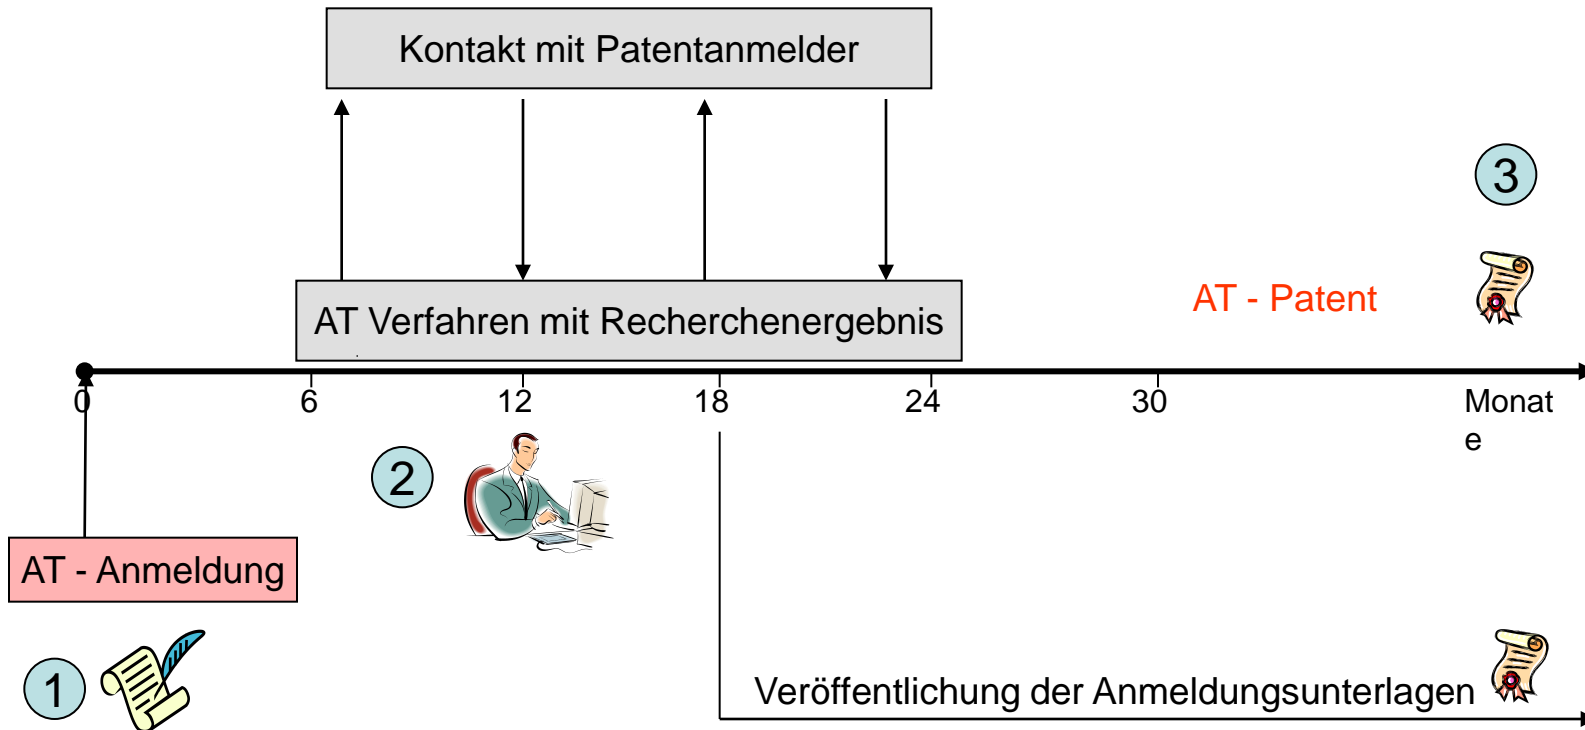 Kontakt mit Patentanmelder
3
AT - Patent
AT Verfahren mit Recherchenergebnis
0
6
12
18
24
30
Monat
e
2
AT - Anmeldung
1
Veröffentlichung der Anmeldungsunterlagen